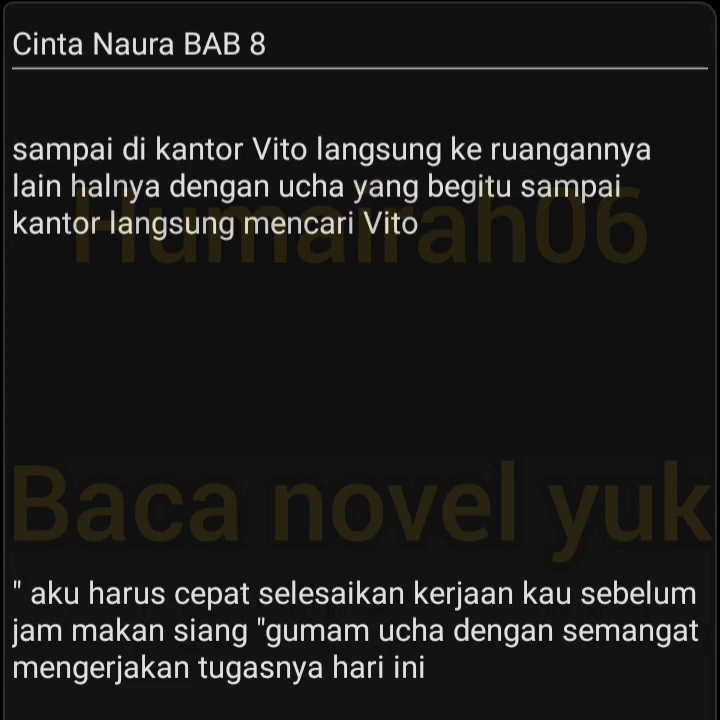 Cinta Naura BAB 8
sampai di kantor Vito langsung ke ruangannya
lain halnya dengan ucha yang begitu sampai
kantor langsung mencari Vito
Humairah06
Baca novel yuk
" aku harus cepat selesaikan kerjaan kau sebelum
jam makan siang "gumam ucha dengan semangat
mengerjakan tugasnya hari ini